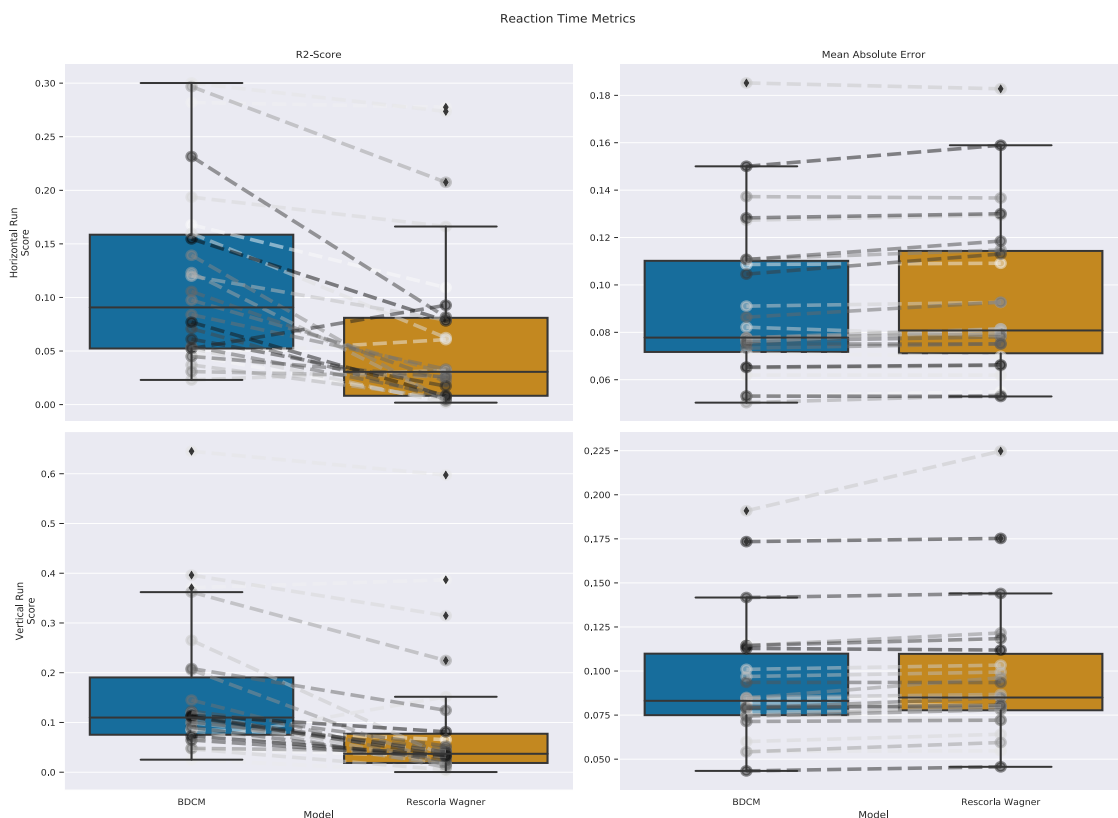 Reaction Time Metrics
R2-Score
Mean Absolute Error
Horizontal Run
Score
0.30
0.25
0.20
0.15
0.10
0.05
0.00
0.18
0.16
0.14
0.12
0.10
0.08
0.06
Vertical Run
Score
0.6
0.5
0.4
0.3
0.2
0.1
0.0
0.225
0.200
0.175
0.150
0.125
0.100
0.075
0.050
BDCM
Rescorla Wagner
Model
BDCM
Rescorla Wagner
Model